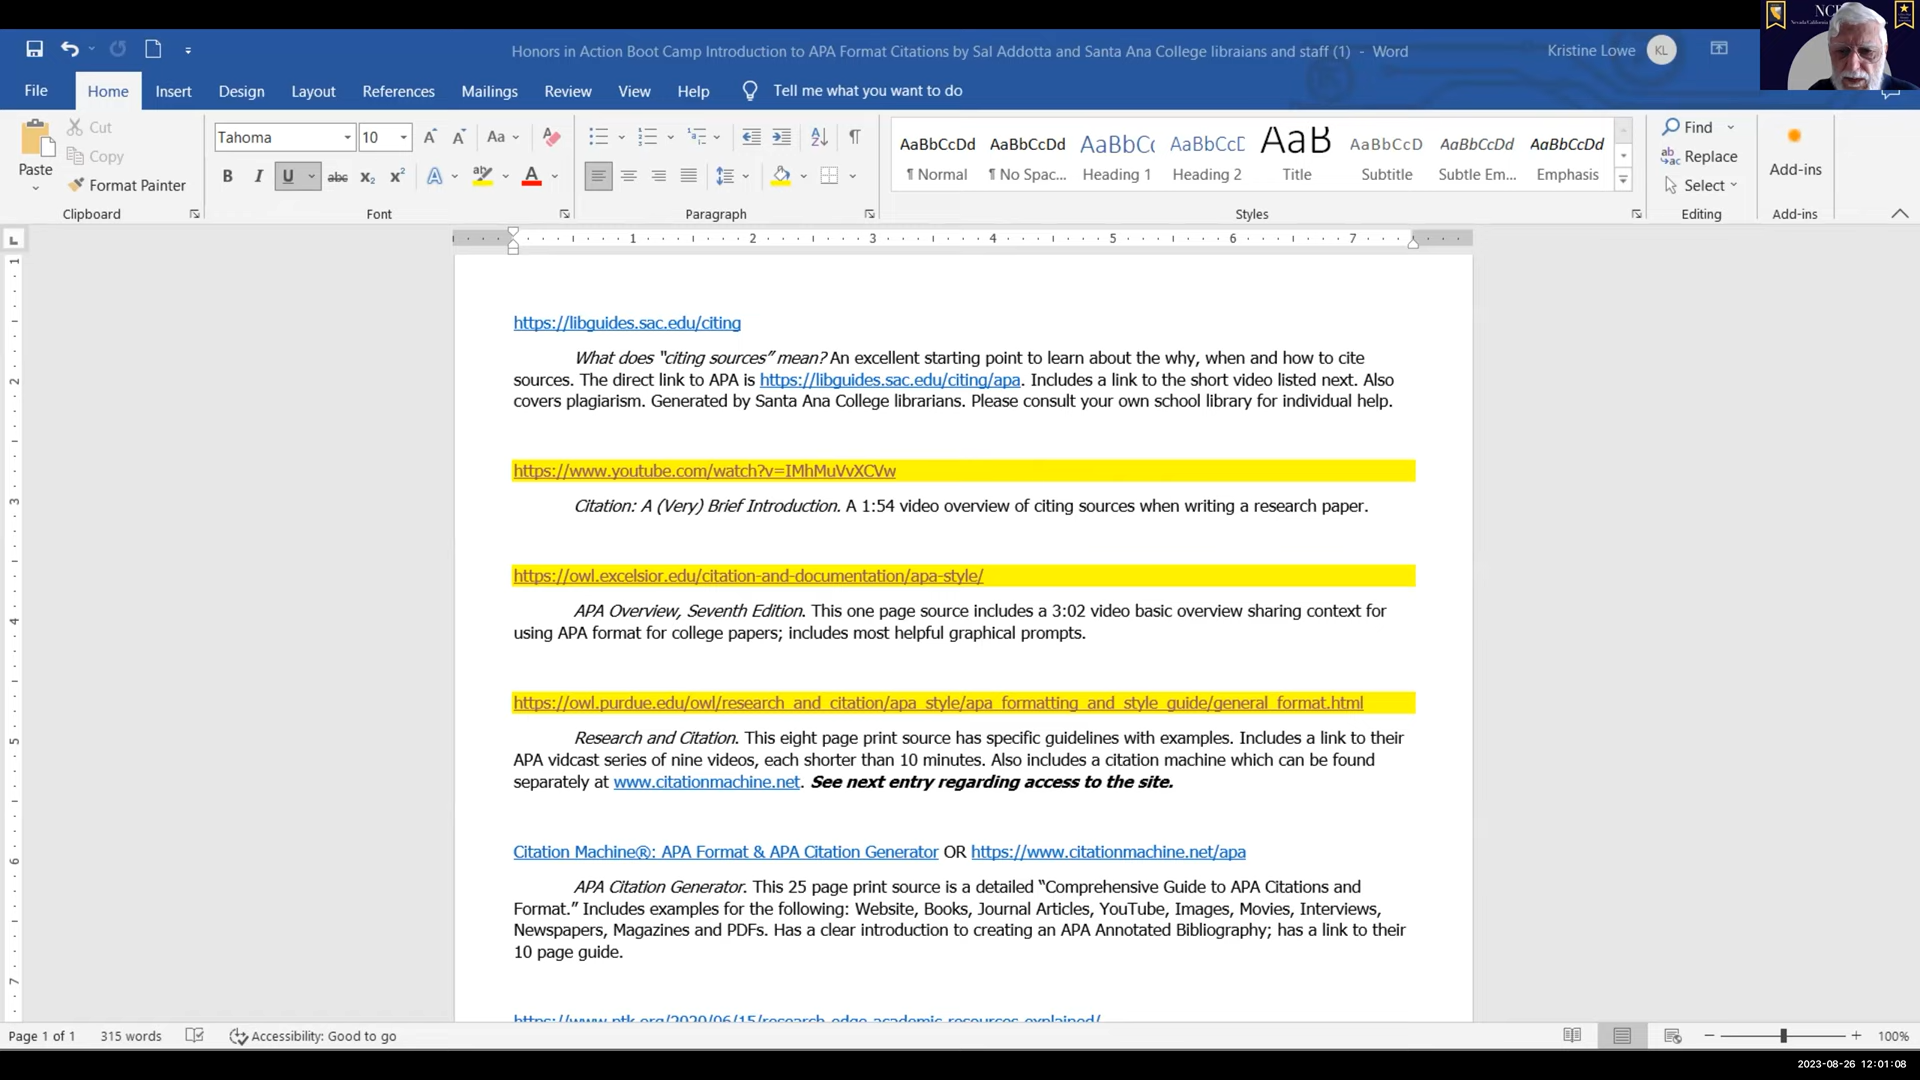 NCR
Honors in Action Boot Camp Introduction to APA Format Citations by Sal Addotta and Santa Ana College libraians and staff (1) - Word
Kristine Lowe
KL
File
Home
Insert
Design
Layout
References
Mailings
Review
View
Help
Tell me what you want to do
Paste
Cut
Copy
Format Painter
Clipboard
Tahoma
10
Font
Paragraph
AaBbCcDd
¶ Normal
AaBbCcDd
¶ No Spac...
AaBbCc
Heading 1
AaBbCcD
Heading 2
AaB
Title
AaBbCcD
Subtitle
AaBbCcDd
Subtle Em...
AaBbCcDd
Emphasis
Styles
Find
Replace
Select
Editing
Add-ins
Add-ins
1 2 3 4 5 6 7
https://libguides.sac.edu/citing
What does “citing sources” mean? An excellent starting point to learn about the why, when and how to cite
sources. The direct link to APA is https://libguides.sac.edu/citing/apa. Includes a link to the short video listed next. Also
covers plagiarism. Generated by Santa Ana College librarians. Please consult your own school library for individual help.
https://www.youtube.com/watch?v=IMhMuVvXCVw
Citation: A (Very) Brief Introduction. A 1:54 video overview of citing sources when writing a research paper.
https://owl.excelsior.edu/citation-and-documentation/apa-style/
APA Overview, Seventh Edition. This one page source includes a 3:02 video basic overview sharing context for
using APA format for college papers; includes most helpful graphical prompts.
https://owl.purdue.edu/owl/research_and_citation/apa_style/apa_formatting_and_style_guide/general_format.html
Research and Citation. This eight page print source has specific guidelines with examples. Includes a link to their
APA vidcast series of nine videos, each shorter than 10 minutes. Also includes a citation machine which can be found
separately at www.citationmachine.net. See next entry regarding access to the site.
Citation Machine®: APA Format & APA Citation Generator OR https://www.citationmachine.net/apa
APA Citation Generator. This 25 page print source is a detailed “Comprehensive Guide to APA Citations and
Format.” Includes examples for the following: Website, Books, Journal Articles, YouTube, Images, Movies, Interviews,
Newspapers, Magazines and PDFs. Has a clear introduction to creating an APA Annotated Bibliography; has a link to their
10 page guide.
https://www.ptk.org/2020/06/15/research-edge-academic-resources-explained/
Page 1 of 1
315 words
Accessibility: Good to go
100%
2023-08-26 12:01:08